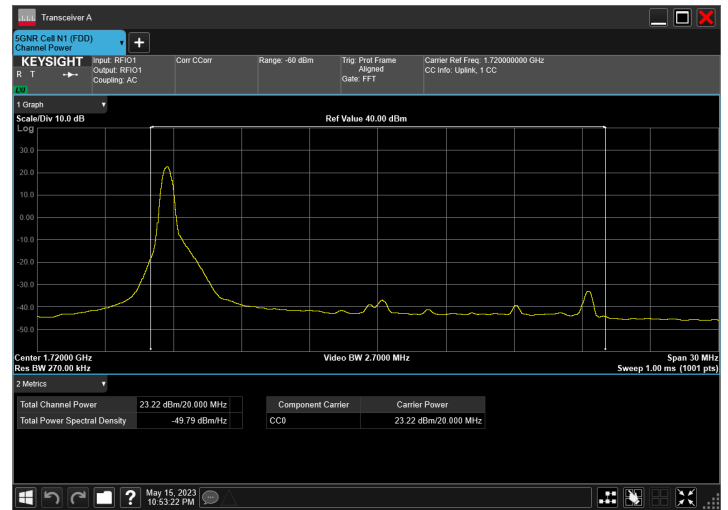 Transceiver A
5GNR Cell N1 (FDD)
Channel Power
KEYSIGHT
R T
LXI
Input: RFIO1
Output: RFIO1
Coupling: AC
Corr CCorr
Range: -60 dBm
Trig: Prot Frame
Aligned
Gate: FFT
Carrier Ref Freq: 1.720000000 GHz
CC Info: Uplink, 1 CC
1 Graph
Scale/Div 10.0 dB
Ref Value 40.00 dBm
Log
30.0
20.0
10.0
0.00
-10.0
-20.0
-30.0
-40.0
-50.0
Center 1.72000 GHz
Video BW 2.7000 MHz
Span 30 MHz
Res BW 270.00 kHz
Sweep 1.00 ms (1001 pts)
2 Metrics
Total Channel Power 23.22 dBm/20.000 MHz
Total Power Spectral Density -49.79 dBm/Hz
Component Carrier Carrier Power
CC0 23.22 dBm/20.000 MHz
?
May 15, 2023
10:53:22 PM